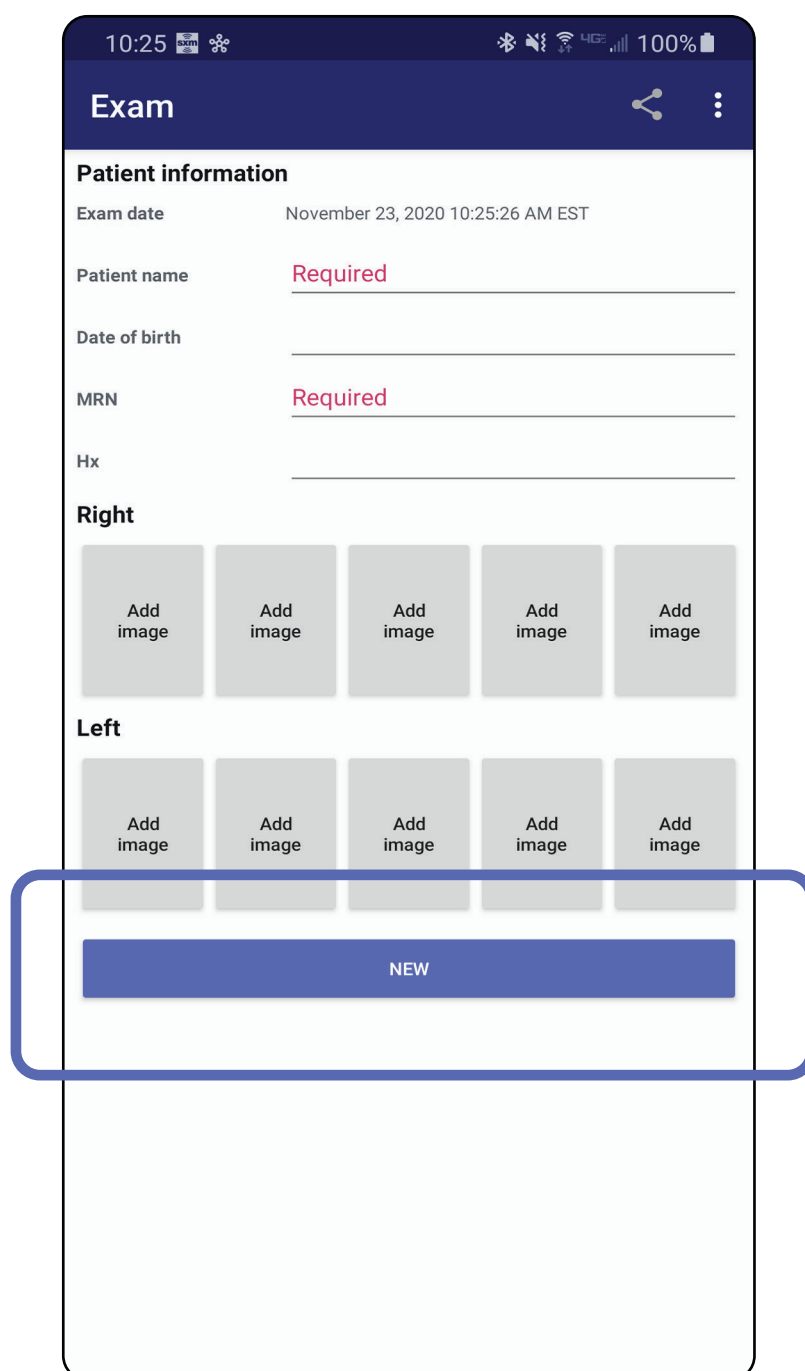 10:25 sxm 4GE 100%
Exam
Patient information
Exam date November 23, 2020 10:25:26 AM EST
Patient name Required
Date of birth
MRN Required
Hx
Right
Add image Add image Add image Add image Add image
Left
Add image Add image Add image Add image Add image
NEW